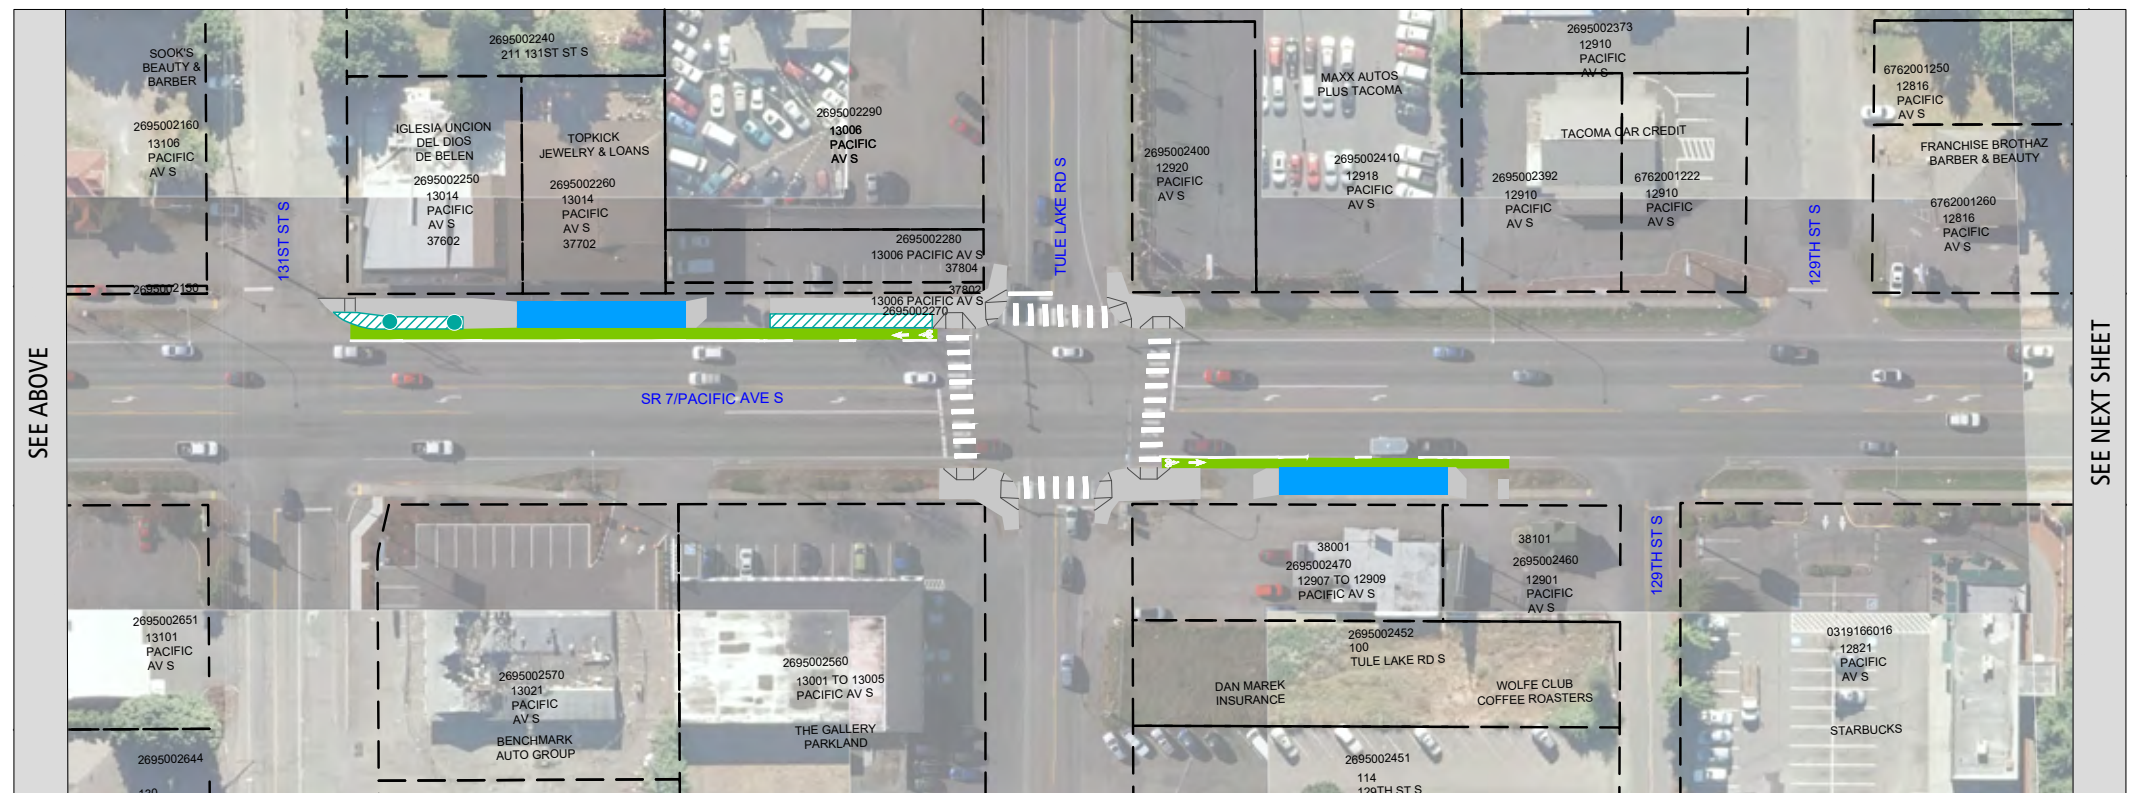 SEE ABOVE
SOOK'S
BEAUTY &
BARBER
2695002160
13106
PACIFIC
AV S
2695002150
131ST ST S
2695002240
211 131ST ST S
IGLESIA UNCION
DEL DIOS
DE BELEN
2695002250
13014
PACIFIC
AV S
37602
TOPKICK
JEWELRY & LOANS
2695002260
13014
PACIFIC
AV S
37702
2695002290
13006
PACIFIC
AV S
2695002280
13006 PACIFIC AV S
37804
37802
13006 PACIFIC AV S
2695002270
TULE LAKE RD S
2695002400
12920
PACIFIC
AV S
MAXX AUTOS
PLUS TACOMA
2695002410
12918
PACIFIC
AV S
2695002373
12910
PACIFIC
AV S
TACOMA CAR CREDIT
2695002392
12910
PACIFIC
AV S
6762001222
12910
PACIFIC
AV S
129TH ST S
6762001250
12816
PACIFIC
AV S
FRANCHISE BROTHAZ
BARBER & BEAUTY
6762001260
12816
PACIFIC
AV S
SR 7/PACIFIC AVE S
SEE NEXT SHEET
2695002651
13101
PACIFIC
AV S
2695002644
130
2695002570
13021
PACIFIC
AV S
BENCHMARK
AUTO GROUP
2695002560
13001 TO 13005
PACIFIC AV S
THE GALLERY
PARKLAND
38001
2695002470
12907 TO 12909
PACIFIC AV S
38101
2695002460
12901
PACIFIC
AV S
129TH ST S
2695002452
100
TULE LAKE RD S
DAN MAREK
INSURANCE
WOLFE CLUB
COFFEE ROASTERS
2695002451
114
129TH ST S
0319166016
12821
PACIFIC
AV S
STARBUCKS